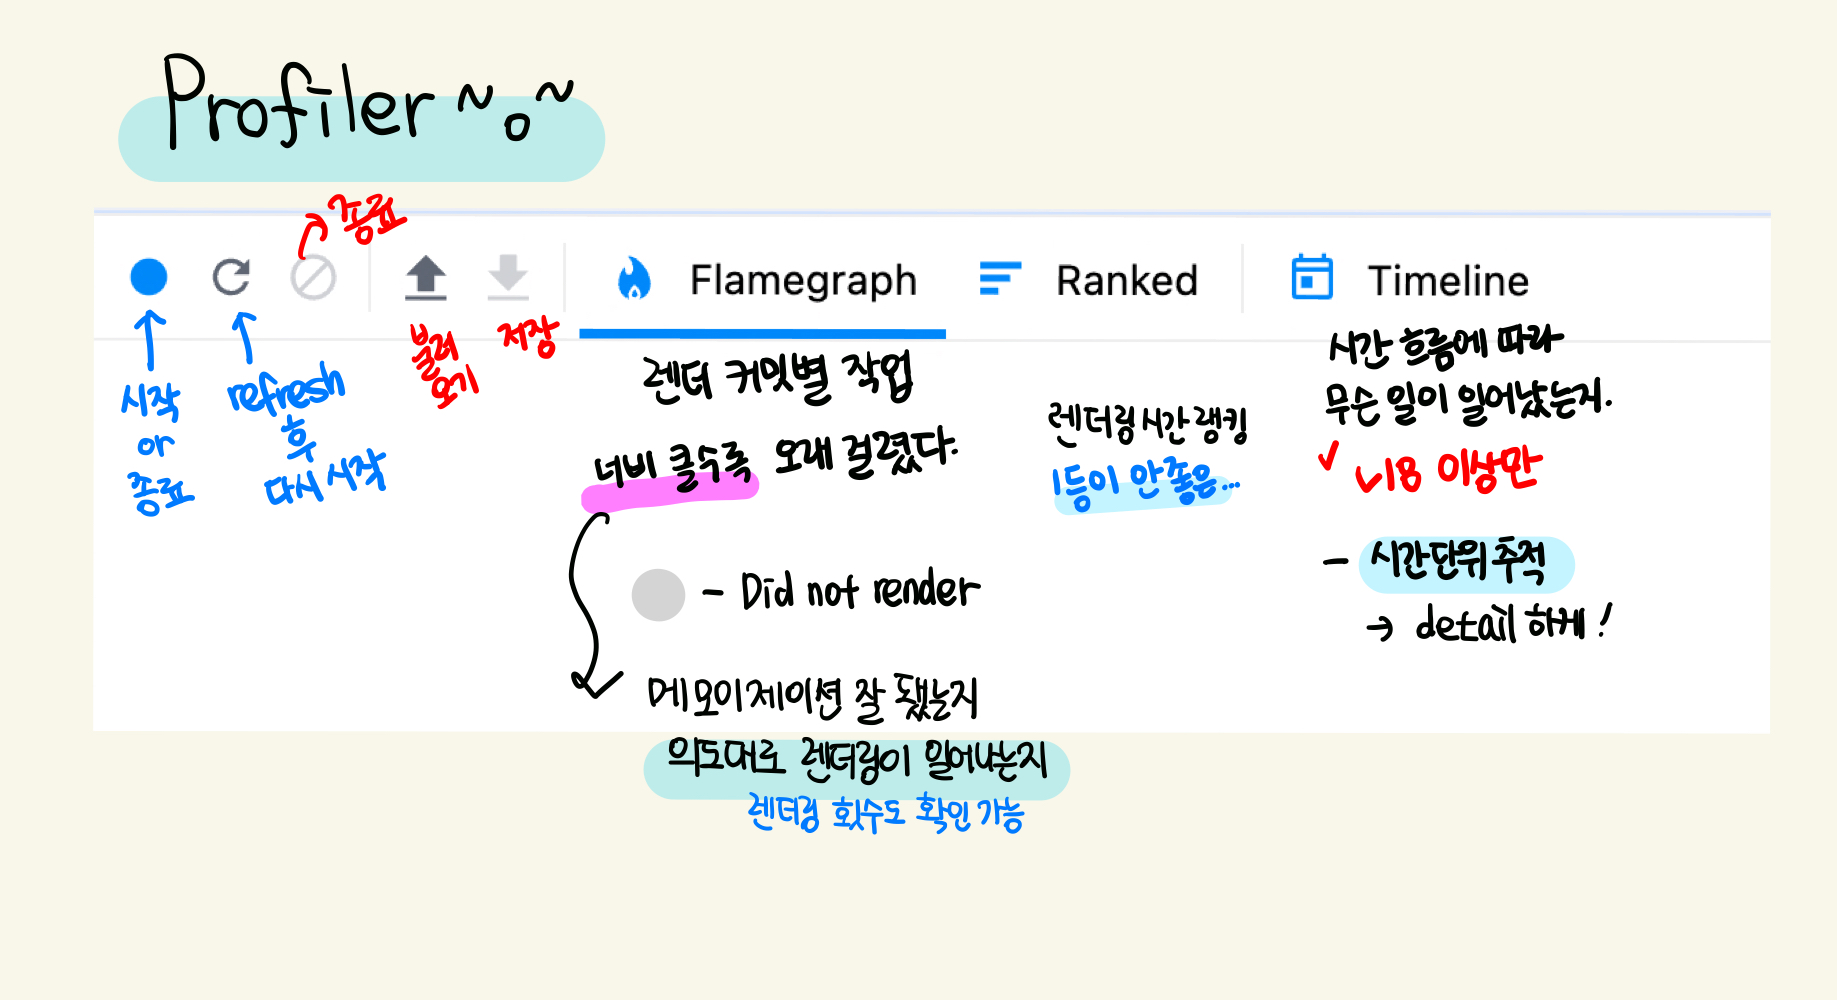 Profiler ~o~
종료
Flamegraph
Ranked
Timeline
시작
or
종료
refresh
후
다시 시작
불러
오기
저장
렌더 커밋별 작업
너비 클수록 오래 걸렸다.
- Did not render
메모이제이션 잘 됐는지
의도대로 렌더링이 일어나는지
렌더링 횟수도 확인 가능
렌더링 시간 랭킹
1등이 안좋은...
시간 흐름에 따라
무슨 일이 일어났는지.
✓ v18 이상만
- 시간단위 추적
→ detail 하게!